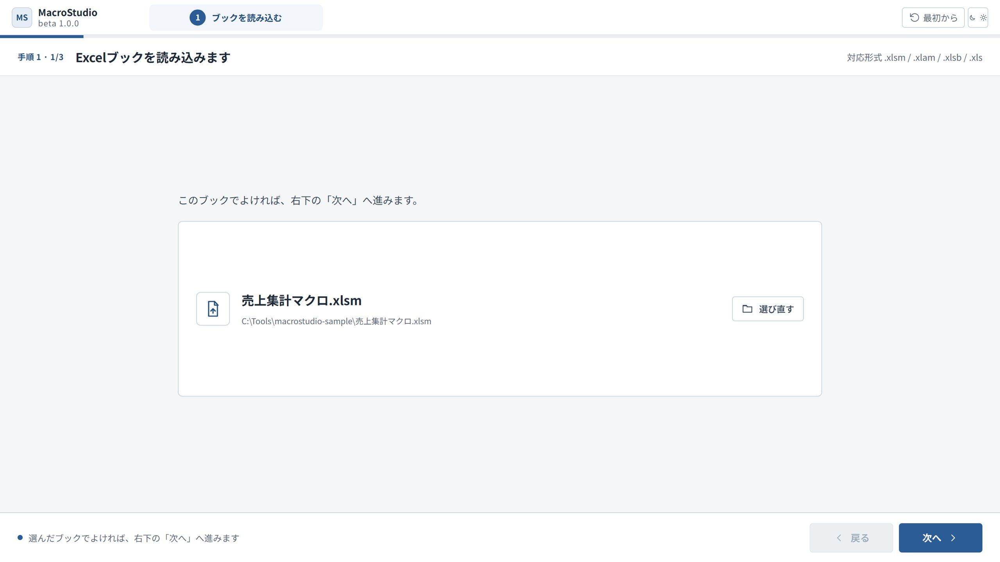 MS
MacroStudio
beta 1.0.0
1 ブックを読み込む
最初から
手順 1 · 1/3
Excelブックを読み込みます
対応形式 .xlsm / .xlam / .xlsb / .xls
このブックでよければ、右下の「次へ」へ進みます。
売上集計マクロ.xlsm
C:\Tools\macrostudio-sample\売上集計マクロ.xlsm
選び直す
選んだブックでよければ、右下の「次へ」へ進みます
戻る
次へ